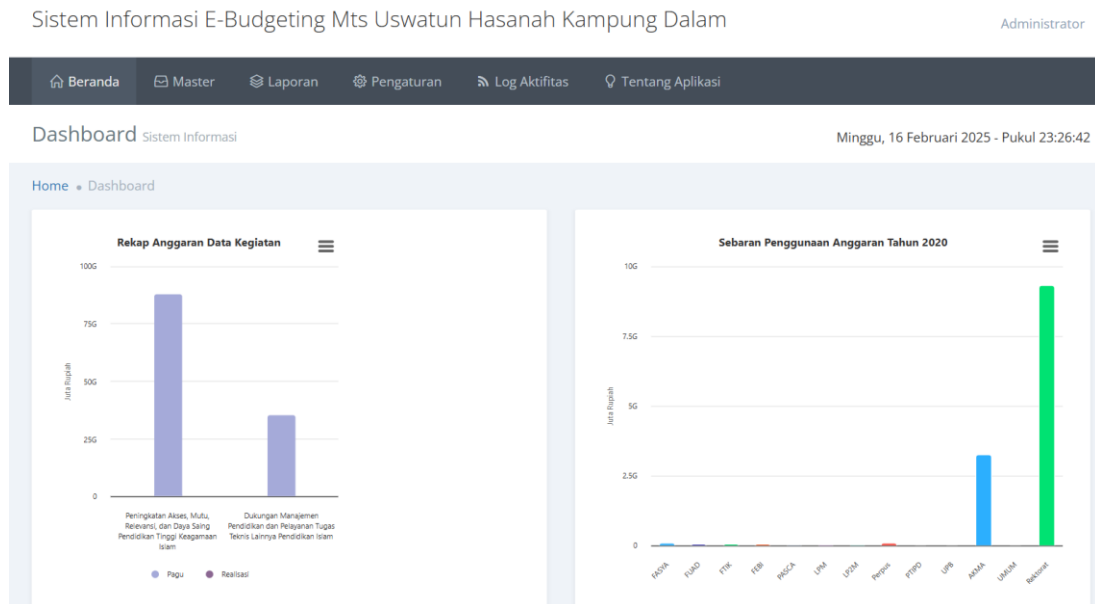 Sistem Informasi E-Budgeting Mts Uswatun Hasanah Kampung Dalam
Administrator
Beranda Master Laporan Pengaturan Log Aktifitas Tentang Aplikasi
Dashboard Sistem Informasi
Minggu, 16 Februari 2025 - Pukul 23:26:42
Home • Dashboard
Rekap Anggaran Data Kegiatan
100G
75G
50G
25G
0
Juta Rupiah
Peningkatan Akses, Mutu,
Relevansi, dan Daya Saing
Pendidikan Tinggi Keagamaan
Islam
Dukungan Manajemen
Pendidikan dan Pelayanan Tugas
Teknis Lainnya Pendidikan Islam
Pagu Realisasi
Sebaran Penggunaan Anggaran Tahun 2020
10G
7.5G
5G
2.5G
0
Juta Rupiah
FASYA FUAD FTIK FEBI PASCA LPM LP2M Perpus PTIPD UPB AKMA UMUM Rektorat